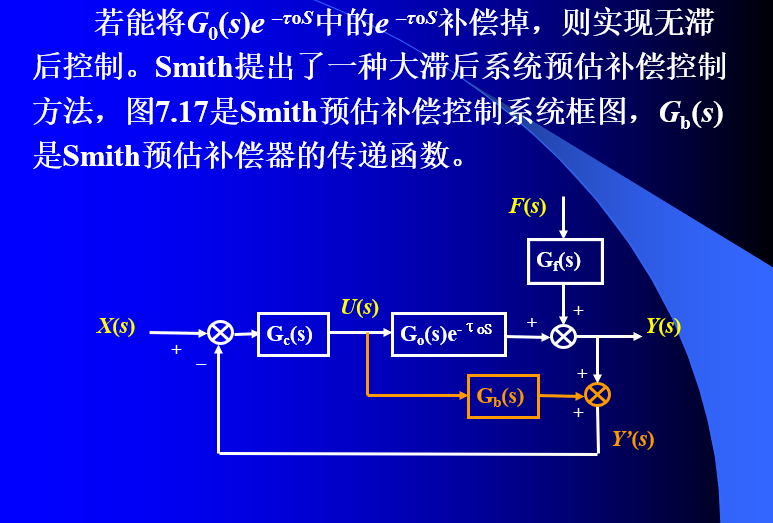 若能将G₀(s)e ⁻τoS中的e ⁻τoS补偿掉，则实现无滞
后控制。Smith提出了一种大滞后系统预估补偿控制
方法，图7.17是Smith预估补偿控制系统框图，Gb(s)
是Smith预估补偿器的传递函数。
F(s)
Gf(s)
U(s)
X(s)
+
−
Gc(s)
Go(s)e⁻τoS
+
+
Y(s)
Gb(s)
+
+
Y’(s)